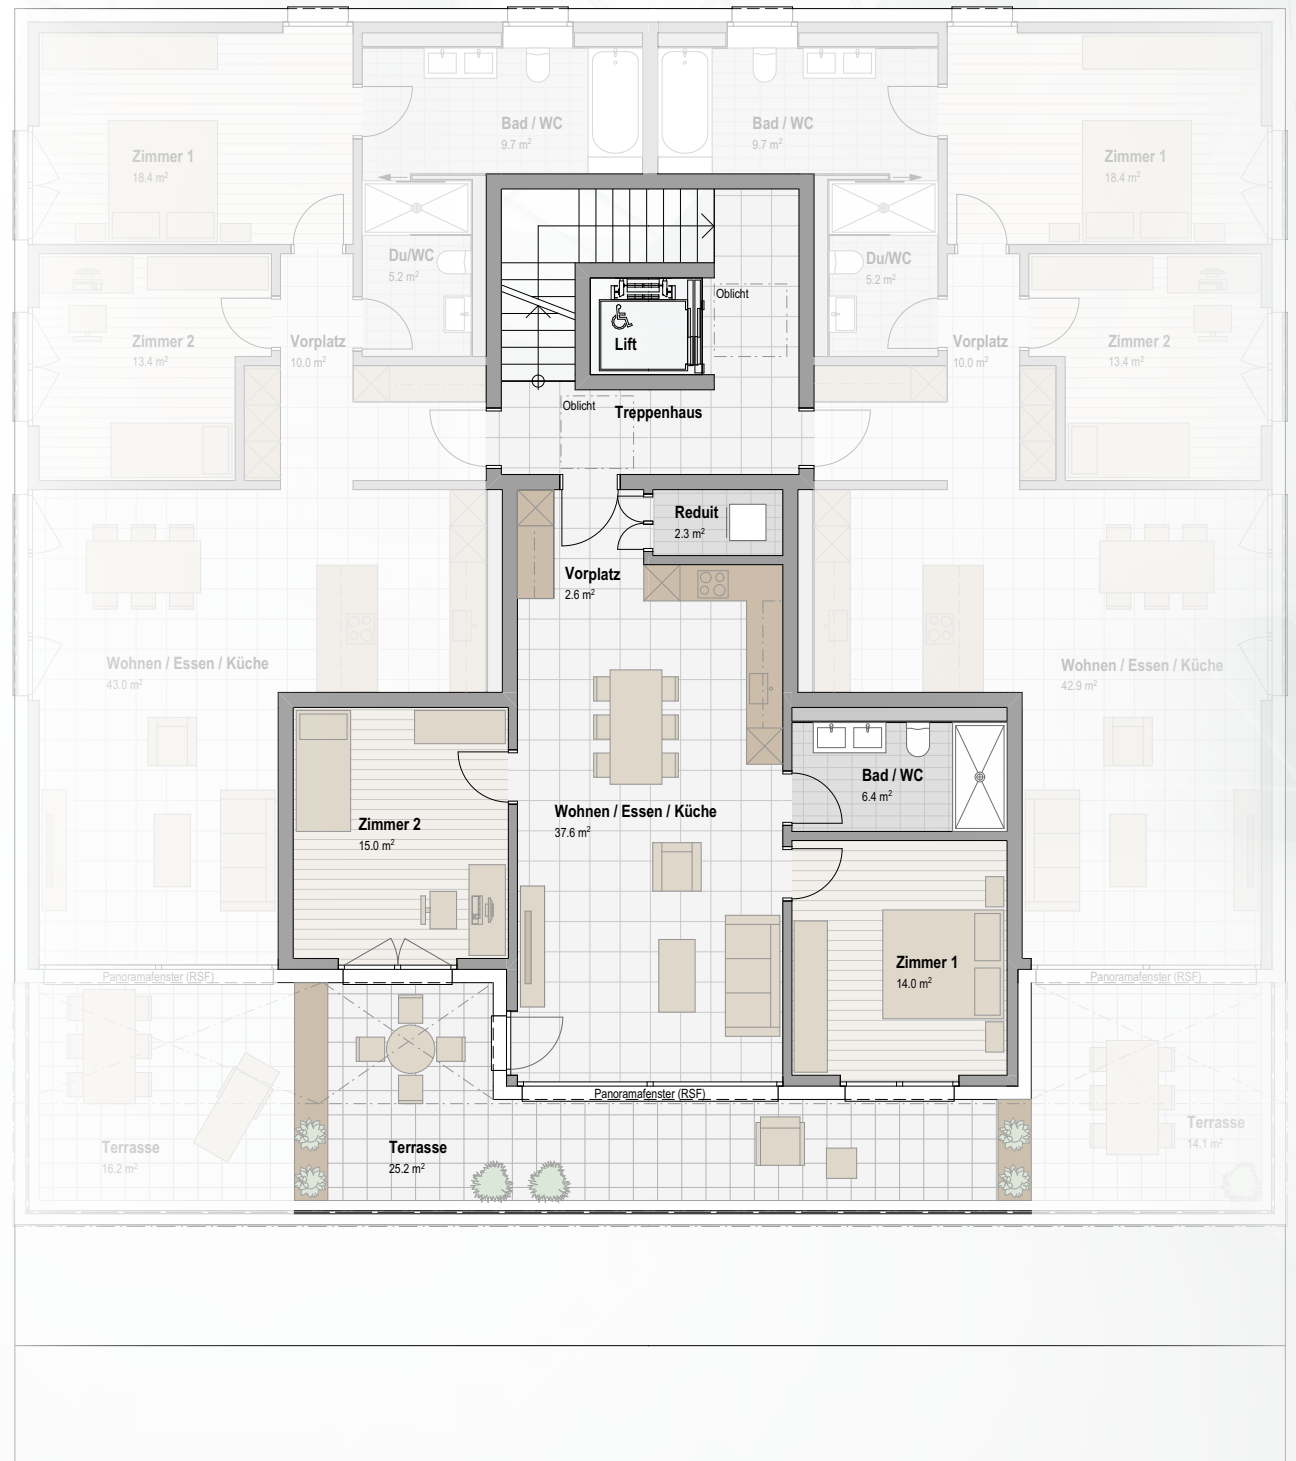 Bad / WC
9.7 m²
Bad / WC
9.7 m²
Zimmer 1
18.4 m²
Zimmer 1
18.4 m²
Du/WC
5.2 m²
Du/WC
5.2 m²
Oblicht
Lift
Zimmer 2
13.4 m²
Vorplatz
10.0 m²
Vorplatz
10.0 m²
Zimmer 2
13.4 m²
Oblicht
Treppenhaus
Reduit
2.3 m²
Vorplatz
2.6 m²
Wohnen / Essen / Küche
43.0 m²
Wohnen / Essen / Küche
42.9 m²
Bad / WC
6.4 m²
Wohnen / Essen / Küche
37.6 m²
Zimmer 2
15.0 m²
Zimmer 1
14.0 m²
Panoramafenster (RSF)
Panoramafenster (RSF)
Panoramafenster (RSF)
Terrasse
16.2 m²
Terrasse
25.2 m²
Terrasse
14.1 m²